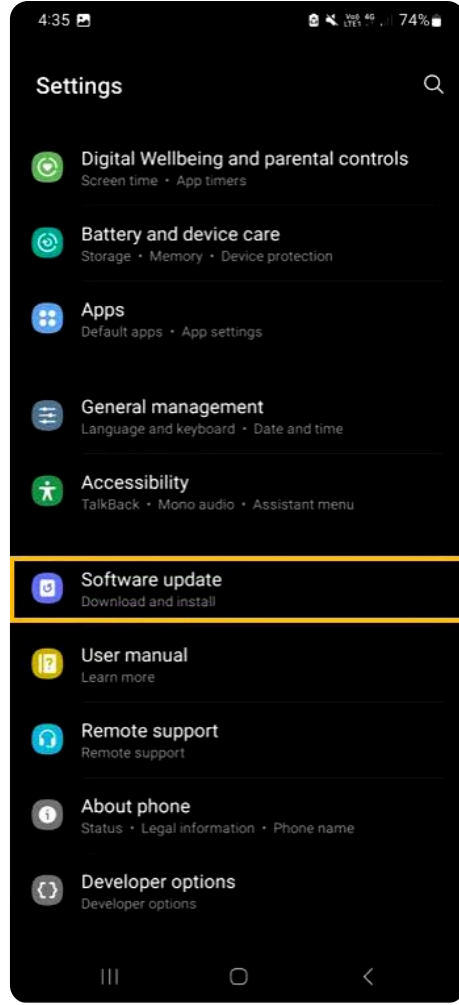 4:35 74%
Settings
Digital Wellbeing and parental controls
Screen time • App timers
Battery and device care
Storage • Memory • Device protection
Apps
Default apps • App settings
General management
Language and keyboard • Date and time
Accessibility
TalkBack • Mono audio • Assistant menu
Software update
Download and install
User manual
Learn more
Remote support
Remote support
About phone
Status • Legal information • Phone name
Developer options
Developer options